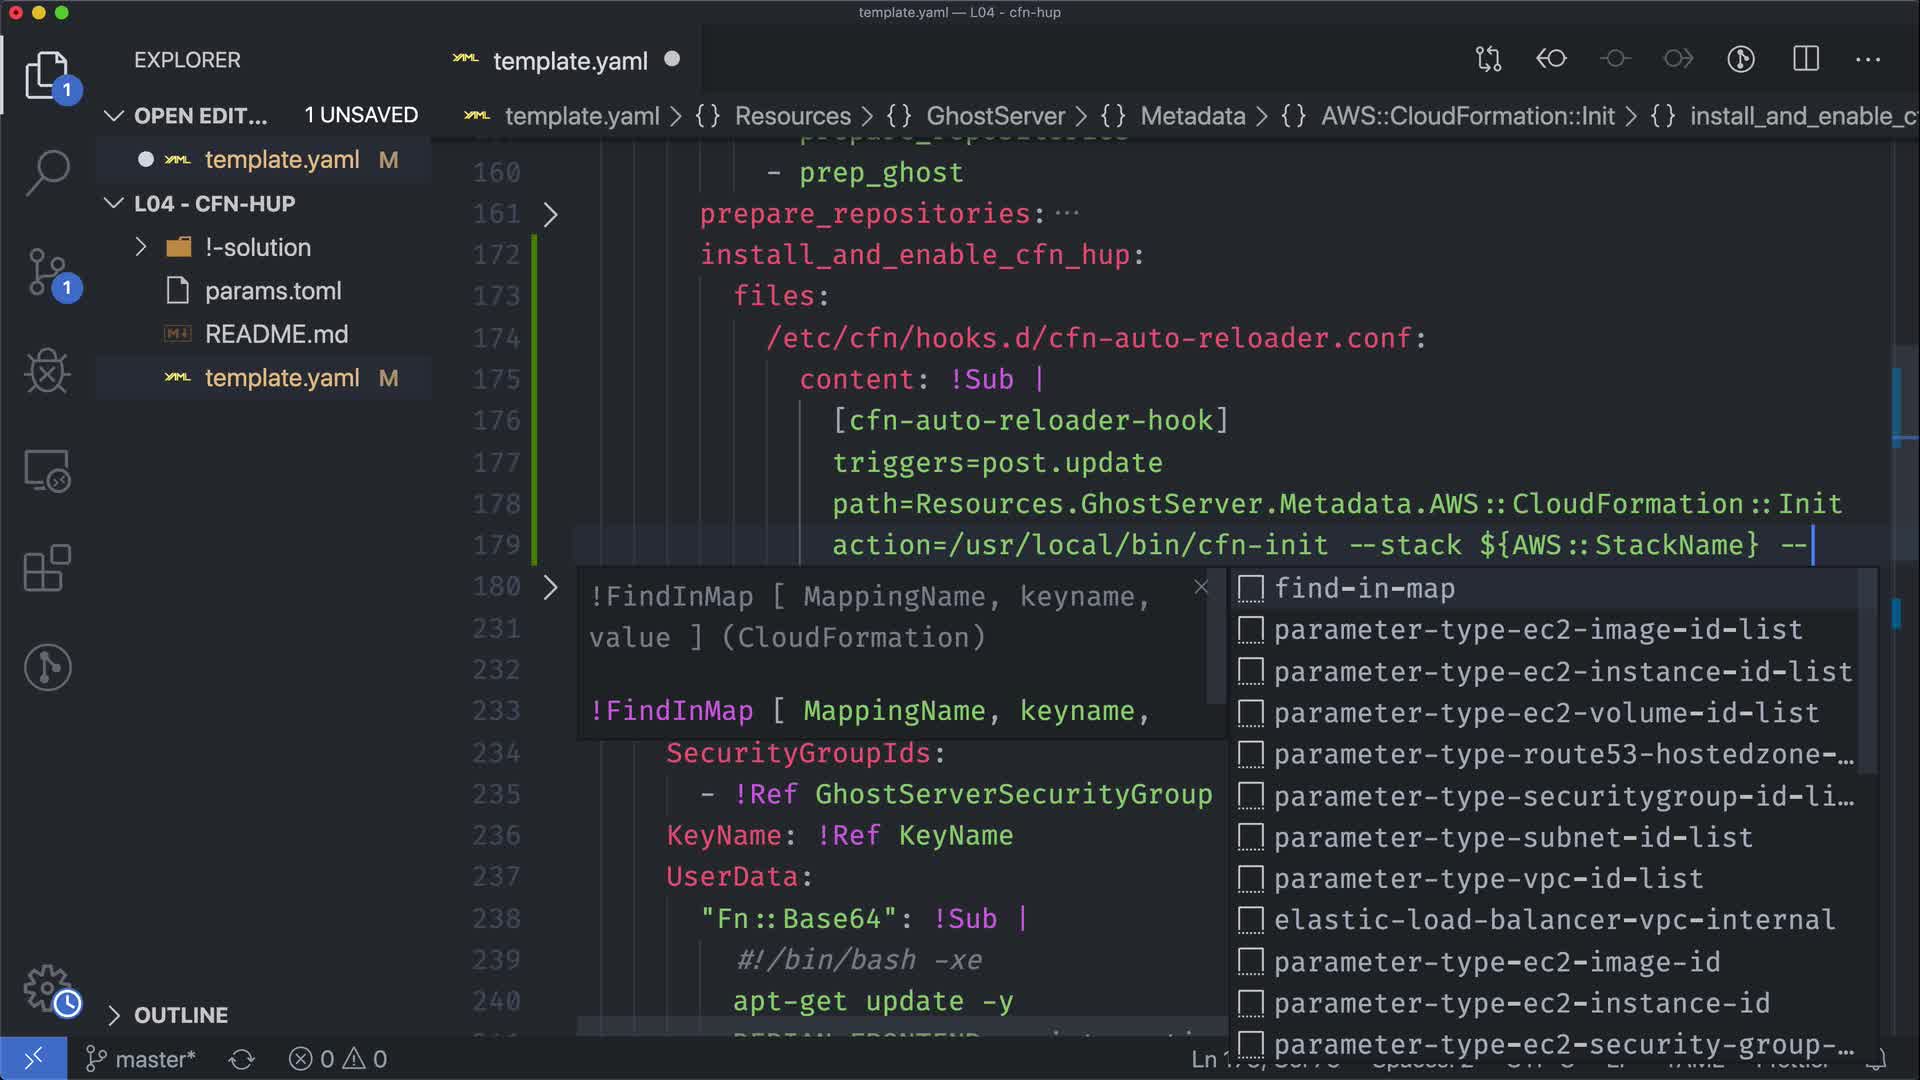 template.yaml — L04 - cfn-hup
EXPLORER
template.yaml
1
OPEN EDIT... 1 UNSAVED
template.yaml > {} Resources > {} GhostServer > {} Metadata > {} AWS::CloudFormation::Init > {} install_and_enable_c
template.yaml M
L04 - CFN-HUP
!-solution
params.toml
README.md
template.yaml M
1
prepare_repositories
160 - prep_ghost
161 prepare_repositories:···
172 install_and_enable_cfn_hup:
173 files:
174 /etc/cfn/hooks.d/cfn-auto-reloader.conf:
175 content: !Sub |
176 [cfn-auto-reloader-hook]
177 triggers=post.update
178 path=Resources.GhostServer.Metadata.AWS::CloudFormation::Init
179 action=/usr/local/bin/cfn-init --stack ${AWS::StackName} --
180
231
232
233
!FindInMap [ MappingName, keyname,
value ] (CloudFormation)
!FindInMap [ MappingName, keyname,
find-in-map
parameter-type-ec2-image-id-list
parameter-type-ec2-instance-id-list
parameter-type-ec2-volume-id-list
parameter-type-route53-hostedzone-…
parameter-type-securitygroup-id-li…
parameter-type-subnet-id-list
parameter-type-vpc-id-list
elastic-load-balancer-vpc-internal
parameter-type-ec2-image-id
parameter-type-ec2-instance-id
parameter-type-ec2-security-group-…
234 SecurityGroupIds:
235 - !Ref GhostServerSecurityGroup
236 KeyName: !Ref KeyName
237 UserData:
238 "Fn::Base64": !Sub |
239 #!/bin/bash -xe
240 apt-get update -y
OUTLINE
master* 0 0
Ln